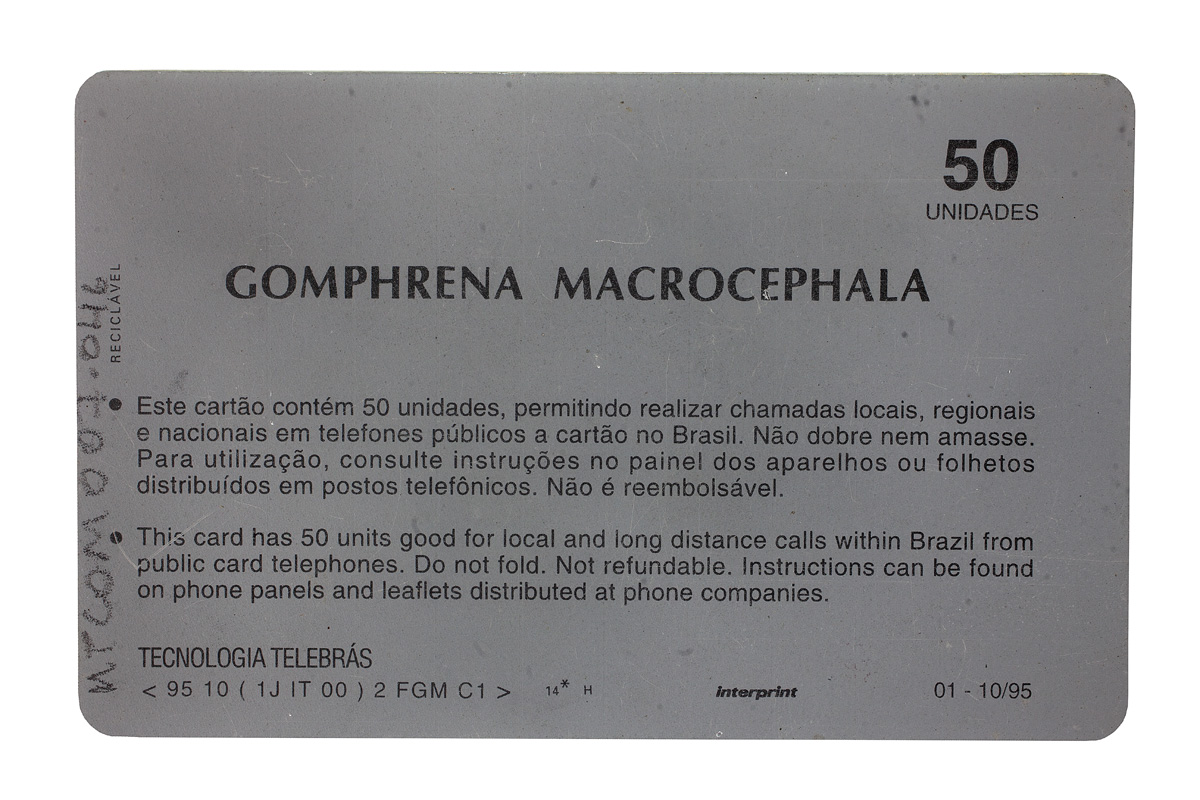 50
UNIDADES
GOMPHRENA MACROCEPHALA
RECICLÁVEL
• Este cartão contém 50 unidades, permitindo realizar chamadas locais, regionais
e nacionais em telefones públicos a cartão no Brasil. Não dobre nem amasse.
Para utilização, consulte instruções no painel dos aparelhos ou folhetos
distribuídos em postos telefônicos. Não é reembolsável.
• This card has 50 units good for local and long distance calls within Brazil from
public card telephones. Do not fold. Not refundable. Instructions can be found
on phone panels and leaflets distributed at phone companies.
TECNOLOGIA TELEBRÁS
< 95 10 ( 1J IT 00 ) 2 FGM C1 > 14* H interprint 01 - 10/95